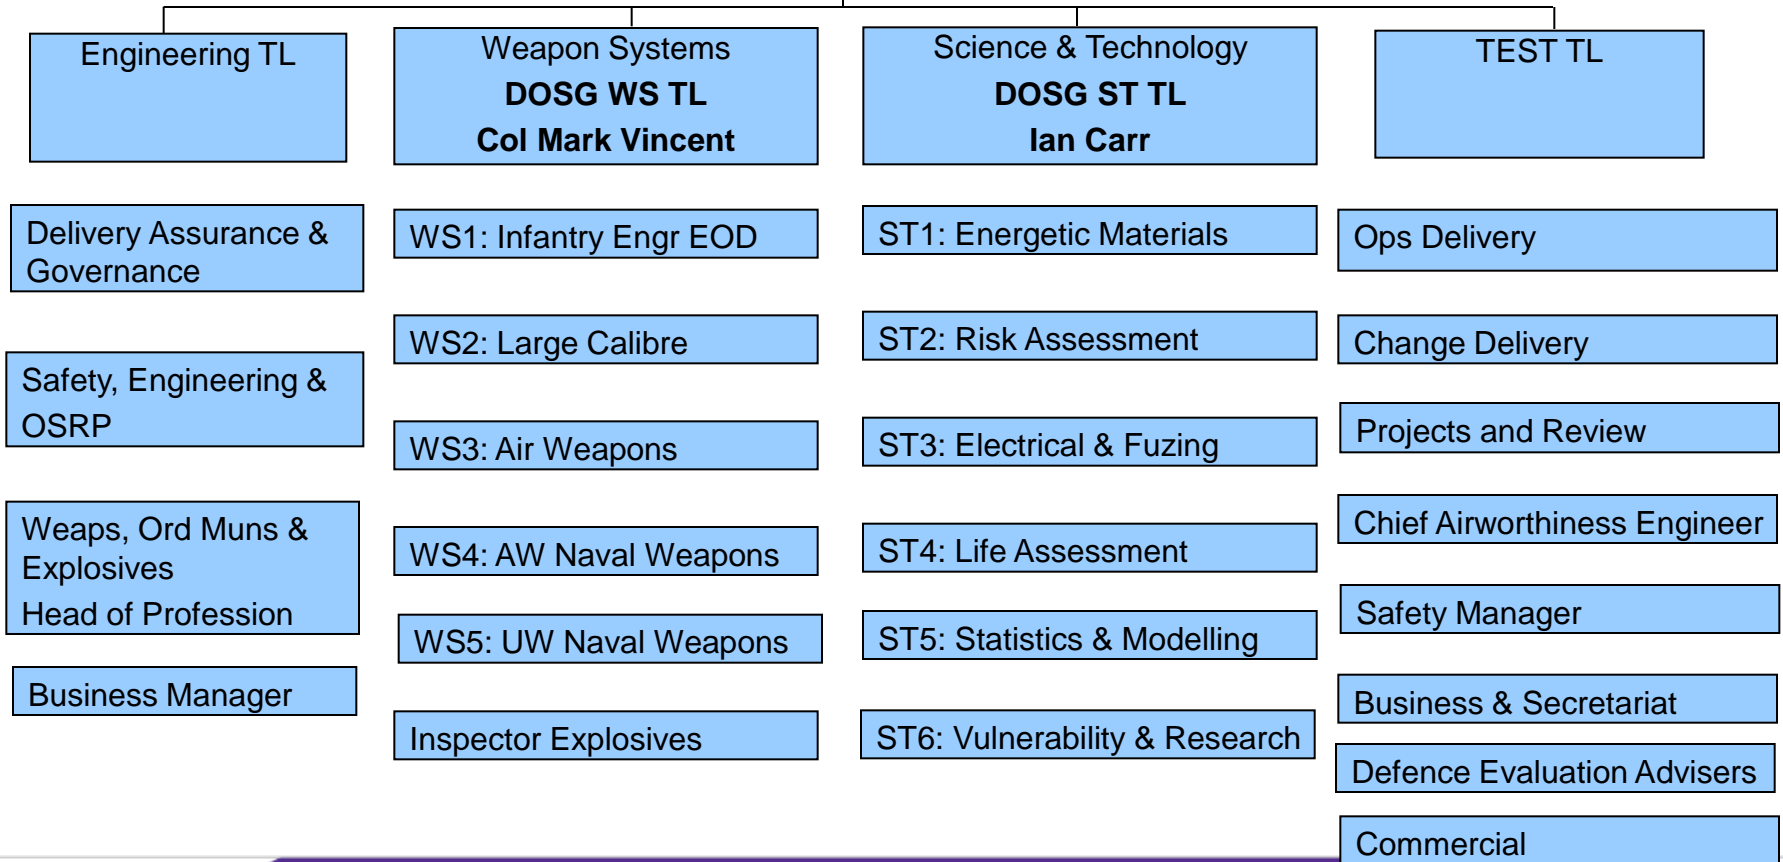 Engineering TL
Weapon Systems
DOSG WS TL
Col Mark Vincent
Science & Technology
DOSG ST TL
Ian Carr
TEST TL
Delivery Assurance &
Governance
Safety, Engineering &
OSRP
Weaps, Ord Muns &
Explosives
Head of Profession
Business Manager
WS1: Infantry Engr EOD
WS2: Large Calibre
WS3: Air Weapons
WS4: AW Naval Weapons
WS5: UW Naval Weapons
Inspector Explosives
ST1: Energetic Materials
ST2: Risk Assessment
ST3: Electrical & Fuzing
ST4: Life Assessment
ST5: Statistics & Modelling
ST6: Vulnerability & Research
Ops Delivery
Change Delivery
Projects and Review
Chief Airworthiness Engineer
Safety Manager
Business & Secretariat
Defence Evaluation Advisers
Commercial